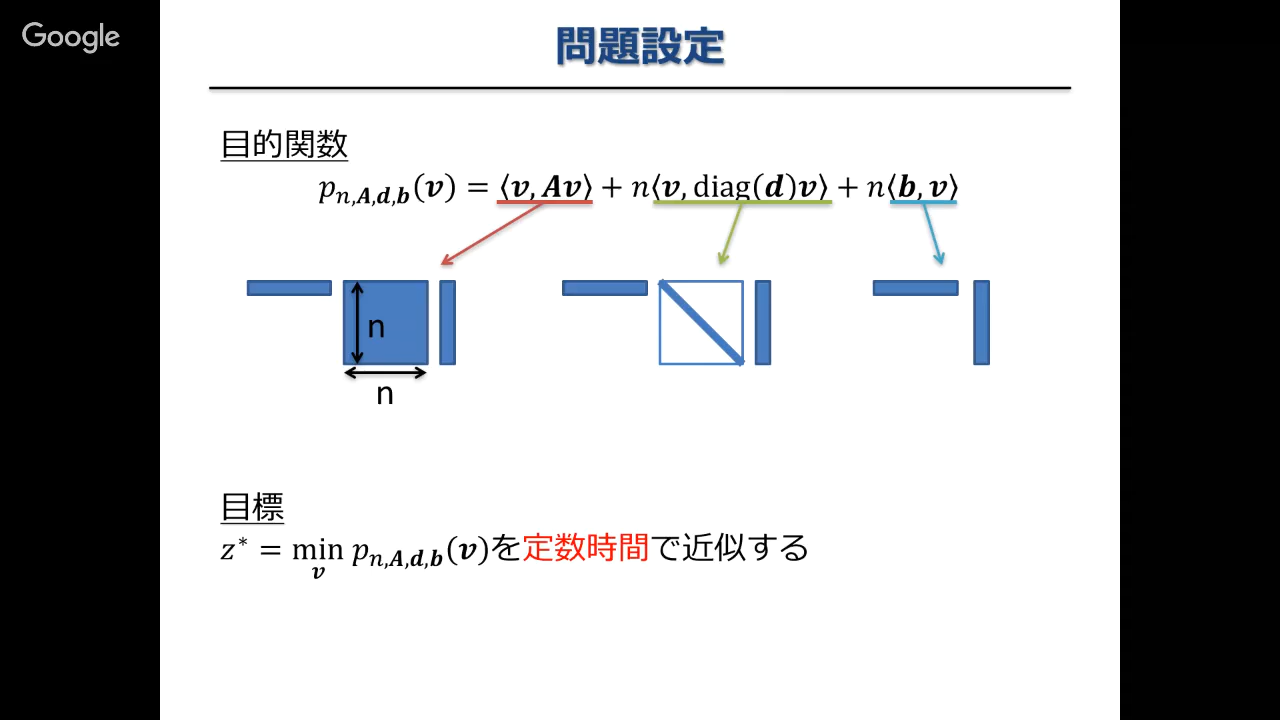 Google
問題設定
目的関数
p_{n,A,d,b}(v) = ⟨v, Av⟩ + n⟨v, diag(d)v⟩ + n⟨b, v⟩
n
n
目標
z* = min_v p_{n,A,d,b}(v)を定数時間で近似する